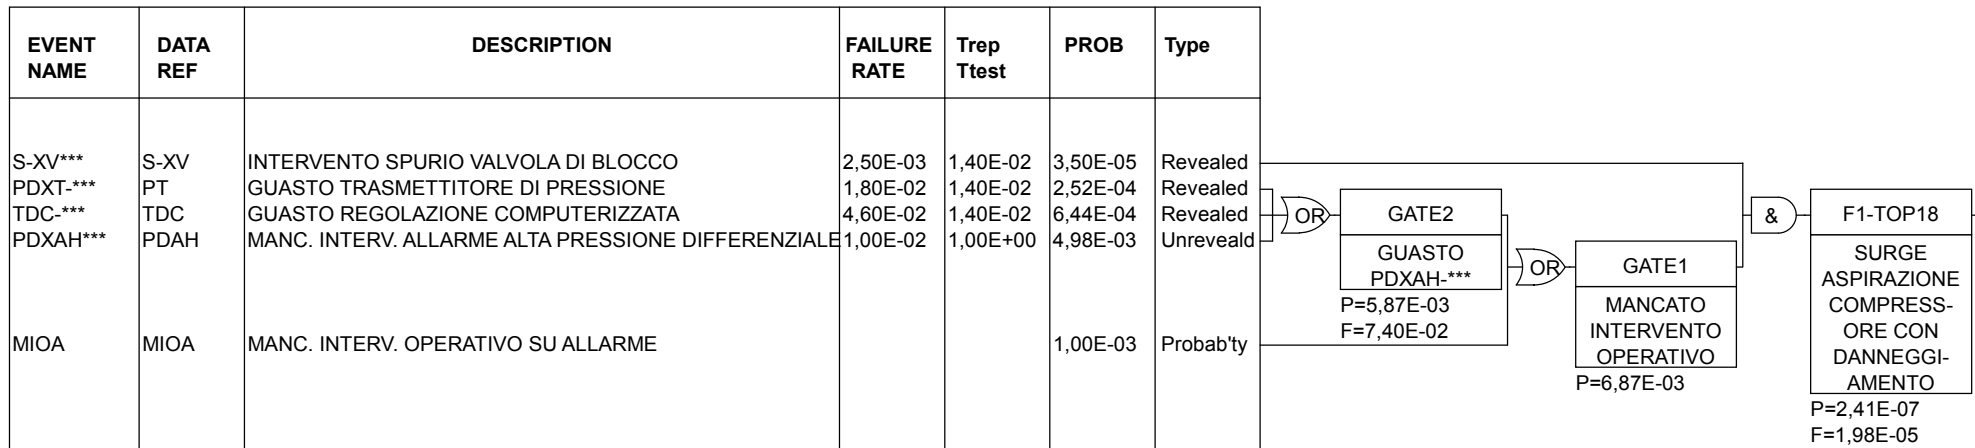 EVENT NAME DATA REF DESCRIPTION FAILURE RATE Trep Ttest PROB Type
S-XV*** S-XV INTERVENTO SPURIO VALVOLA DI BLOCCO 2,50E-03 1,40E-02 3,50E-05 Revealed
PDXT-*** PT GUASTO TRASMETTITORE DI PRESSIONE 1,80E-02 1,40E-02 2,52E-04 Revealed
TDC-*** TDC GUASTO REGOLAZIONE COMPUTERIZZATA 4,60E-02 1,40E-02 6,44E-04 Revealed
PDXAH*** PDAH MANC. INTERV. ALLARME ALTA PRESSIONE DIFFERENZIALE 1,00E-02 1,00E+00 4,98E-03 Unreveald
MIOA MIOA MANC. INTERV. OPERATIVO SU ALLARME 1,00E-03 Probab'ty
OR
GATE2
GUASTO
PDXAH-***
P=5,87E-03
F=7,40E-02
OR
GATE1
MANCATO
INTERVENTO
OPERATIVO
P=6,87E-03
&
F1-TOP18
SURGE
ASPIRAZIONE
COMPRESS-
ORE CON
DANNEGGI-
AMENTO
P=2,41E-07
F=1,98E-05